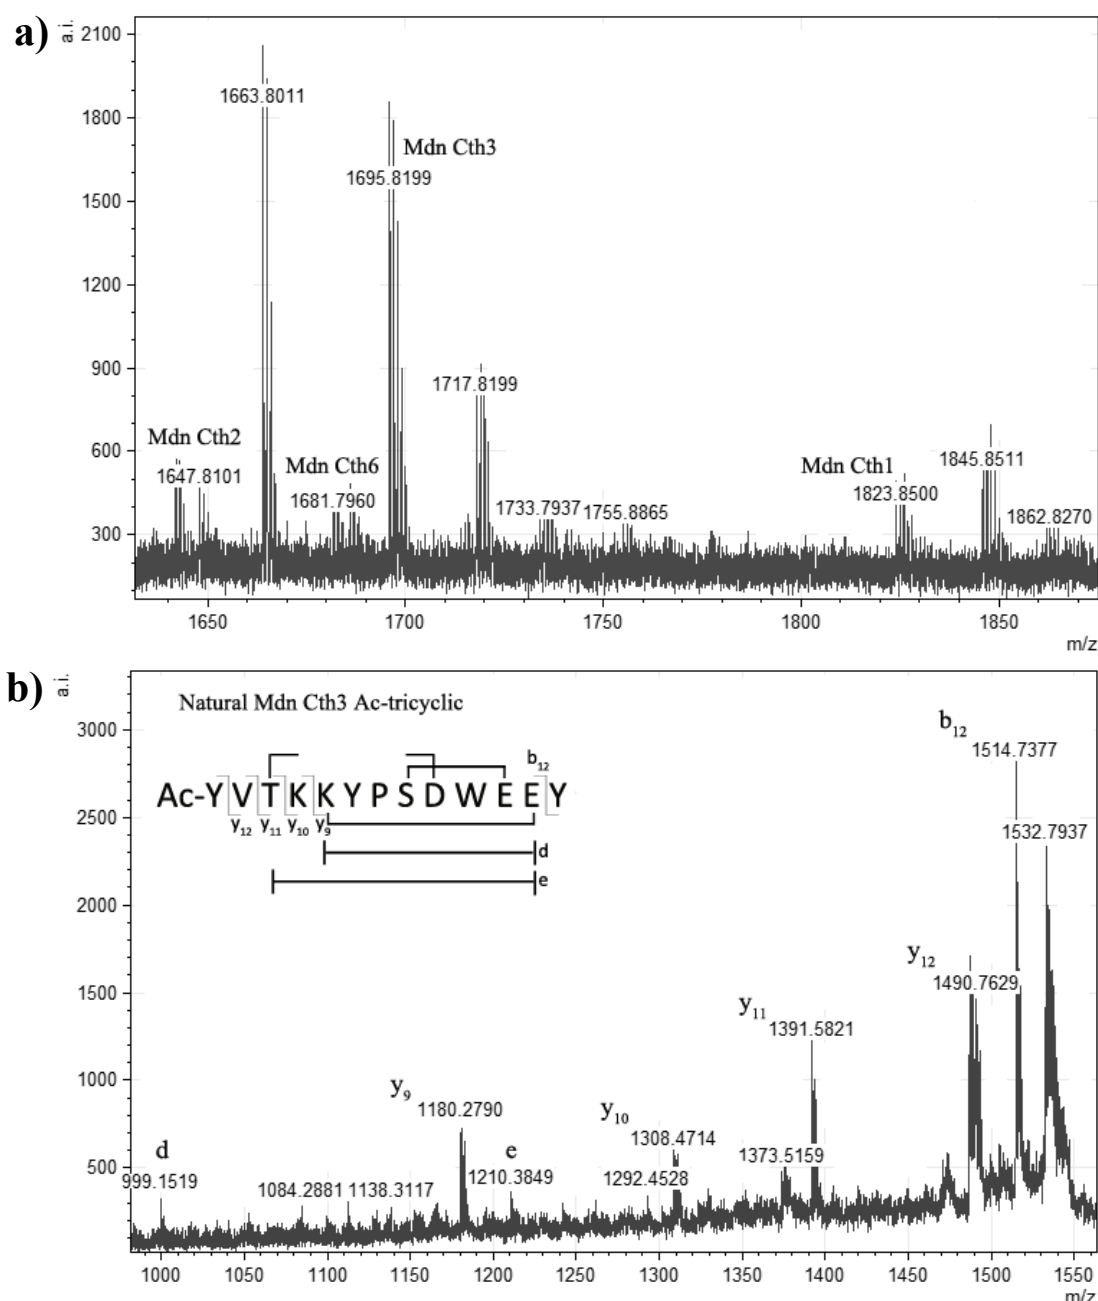 a)
a.i.
2100
1800
1500
1200
900
600
300
1663.8011
Mdn Cth3
1695.8199
1717.8199
Mdn Cth2
1647.8101
Mdn Cth6
1681.7960
1733.7937
1755.8865
Mdn Cth1
1823.8500
1845.8511
1862.8270
1650 1700 1750 1800 1850
m/z
b)
a.i.
3000
2500
2000
1500
1000
500
Natural Mdn Cth3 Ac-tricyclic
b12
Ac-YVTKKYPSDWEEY
y12 y11 y10 y9
d
e
b12
1514.7377
1532.7937
y12
1490.7629
y11
1391.5821
y9
1180.2790
y10
1308.4714
d
999.1519
1084.2881
1138.3117
e
1210.3849
1292.4528
1373.5159
1000 1050 1100 1150 1200 1250 1300 1350 1400 1450 1500 1550
m/z